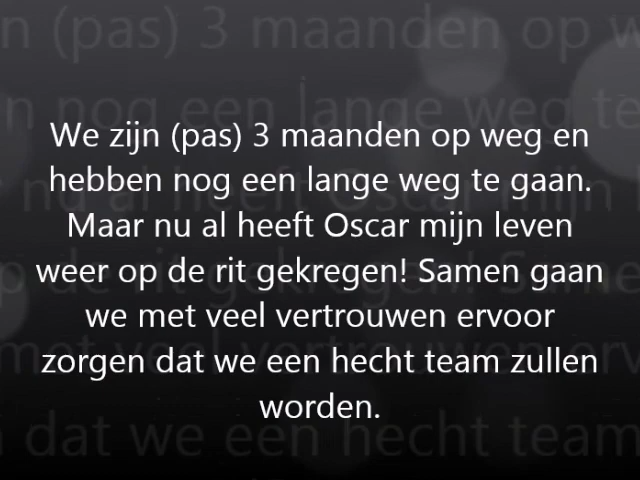 We zijn (pas) 3 maanden op weg en
hebben nog een lange weg te gaan.
Maar nu al heeft Oscar mijn leven
weer op de rit gekregen! Samen gaan
we met veel vertrouwen ervoor
zorgen dat we een hecht team zullen
worden.